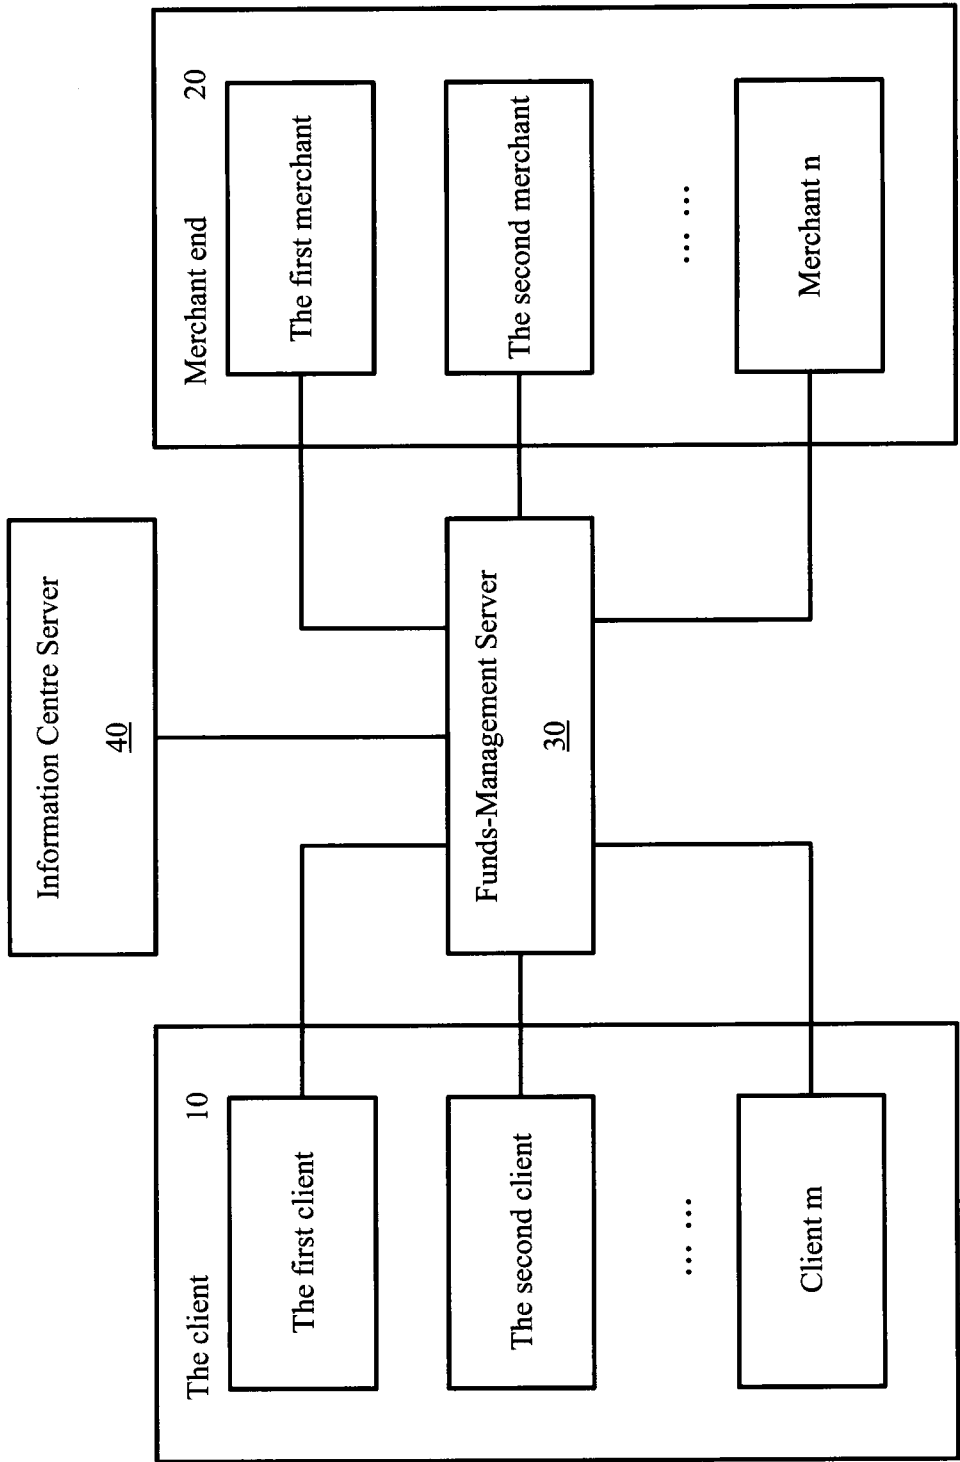 Information Centre Server
40
The client
10
The first client
The second client
... ...
Client m
Funds-Management Server
30
Merchant end
20
The first merchant
The second merchant
... ...
Merchant n